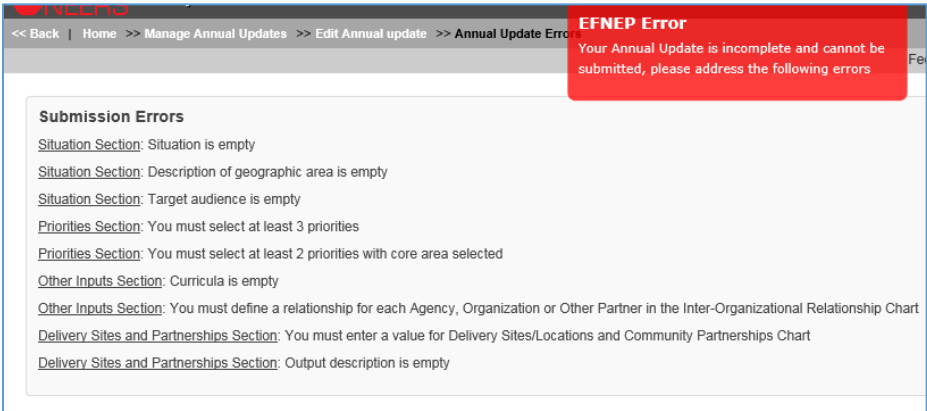 << Back | Home >> Manage Annual Updates >> Edit Annual update >> Annual Update Errors
EFNEP Error
Your Annual Update is incomplete and cannot be
submitted, please address the following errors
Submission Errors
Situation Section: Situation is empty
Situation Section: Description of geographic area is empty
Situation Section: Target audience is empty
Priorities Section: You must select at least 3 priorities
Priorities Section: You must select at least 2 priorities with core area selected
Other Inputs Section: Curricula is empty
Other Inputs Section: You must define a relationship for each Agency, Organization or Other Partner in the Inter-Organizational Relationship Chart
Delivery Sites and Partnerships Section: You must enter a value for Delivery Sites/Locations and Community Partnerships Chart
Delivery Sites and Partnerships Section: Output description is empty